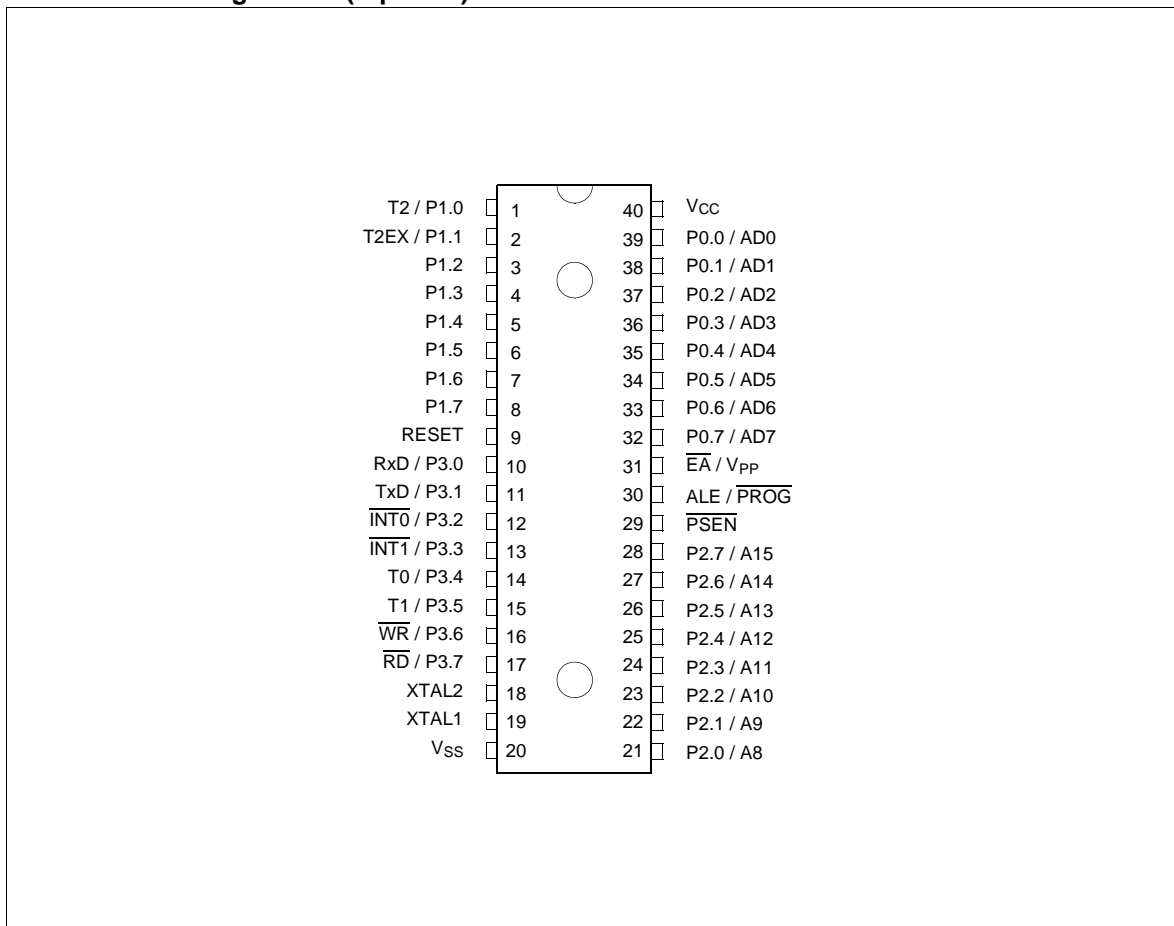 T2 / P1.0 1 40 VCC
T2EX / P1.1 2 39 P0.0 / AD0
P1.2 3 38 P0.1 / AD1
P1.3 4 37 P0.2 / AD2
P1.4 5 36 P0.3 / AD3
P1.5 6 35 P0.4 / AD4
P1.6 7 34 P0.5 / AD5
P1.7 8 33 P0.6 / AD6
RESET 9 32 P0.7 / AD7
RxD / P3.0 10 31 E̅A̅ / VPP
TxD / P3.1 11 30 ALE / P̅R̅O̅G̅
I̅N̅T̅0̅ / P3.2 12 29 P̅S̅E̅N̅
I̅N̅T̅1̅ / P3.3 13 28 P2.7 / A15
T0 / P3.4 14 27 P2.6 / A14
T1 / P3.5 15 26 P2.5 / A13
W̅R̅ / P3.6 16 25 P2.4 / A12
R̅D̅ / P3.7 17 24 P2.3 / A11
XTAL2 18 23 P2.2 / A10
XTAL1 19 22 P2.1 / A9
VSS 20 21 P2.0 / A8